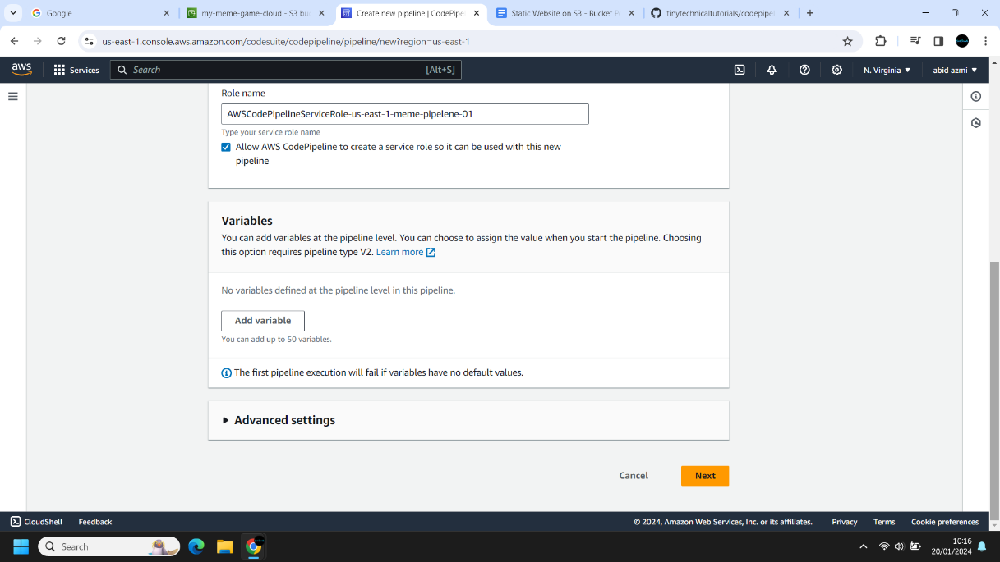 Google
my-meme-game-cloud - S3 bu
Create new pipeline | CodePipel
Static Website on S3 - Bucket P
tinytechnicaltutorials/codepipel
us-east-1.console.aws.amazon.com/codesuite/codepipeline/pipeline/new?region=us-east-1
aws
Services
Search
[Alt+S]
N. Virginia ▼
abid azmi ▼
Role name
AWSCodePipelineServiceRole-us-east-1-meme-pipelene-01
Type your service role name
Allow AWS CodePipeline to create a service role so it can be used with this new
pipeline
Variables
You can add variables at the pipeline level. You can choose to assign the value when you start the pipeline. Choosing
this option requires pipeline type V2. Learn more
No variables defined at the pipeline level in this pipeline.
Add variable
You can add up to 50 variables.
The first pipeline execution will fail if variables have no default values.
Advanced settings
Cancel
Next
CloudShell
Feedback
© 2024, Amazon Web Services, Inc. or its affiliates.
Privacy
Terms
Cookie preferences
Search
10:16
20/01/2024